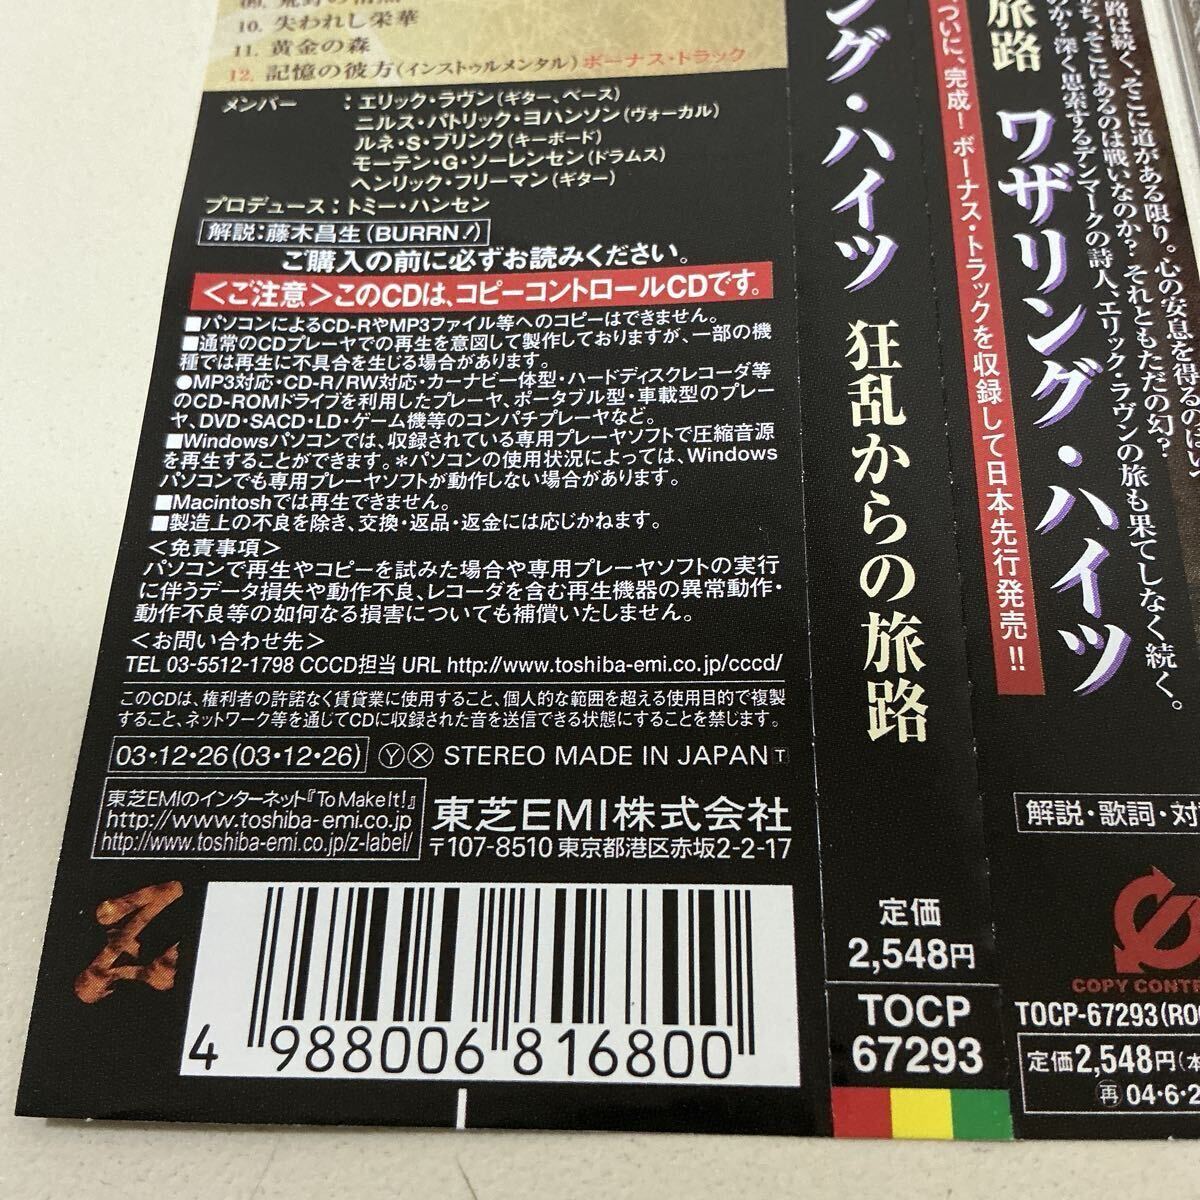 10. 失われし栄華
11. 黄金の森
12. 記憶の彼方(インストゥルメンタル)ボーナス・トラック
メンバー :エリック・ラヴン(ギター、ベース)
ニルス・パトリック・ヨハンソン(ヴォーカル)
ルネ・S・ブリンク(キーボード)
モーテン・G・ソーレンセン(ドラムス)
ヘンリック・フリーマン(ギター)
プロデュース:トミー・ハンセン
解説:藤木昌生(BURRN!)
ご購入の前に必ずお読みください。
<ご注意>このCDは、コピーコントロールCDです。
■パソコンによるCD-RやMP3ファイル等へのコピーはできません。
■通常のCDプレーヤでの再生を意図して製作しておりますが、一部の機
種では再生に不具合を生じる場合があります。
●MP3対応・CD-R/RW対応・カーナビ一体型・ハードディスクレコーダ等
のCD-ROMドライブを利用したプレーヤ、ポータブル型・車載型のプレー
ヤ、DVD・SACD・LD・ゲーム機等のコンパチプレーヤなど。
■Windowsパソコンでは、収録されている専用プレーヤソフトで圧縮音源
を再生することができます。*パソコンの使用状況によっては、Windows
パソコンでも専用プレーヤソフトが動作しない場合があります。
■Macintoshでは再生できません。
■製造上の不良を除き、交換・返品・返金には応じかねます。
<免責事項>
パソコンで再生やコピーを試みた場合や専用プレーヤソフトの実行
に伴うデータ損失や動作不良、レコーダを含む再生機器の異常動作・
動作不良等の如何なる損害についても補償いたしません。
<お問い合わせ先>
TEL 03-5512-1798 CCCD担当 URL http://www.toshiba-emi.co.jp/cccd/
このCDは、権利者の許諾なく賃貸業に使用すること、個人的な範囲を超える使用目的で複製
すること、ネットワーク等を通じてCDに収録された音を送信できる状態にすることを禁じます。
03・12・26(03・12・26) Ⓨ Ⓧ STEREO MADE IN JAPAN T
東芝EMIのインターネット『To Make It!』
http://www.toshiba-emi.co.jp
http://www.toshiba-emi.co.jp/z-label/
東芝EMI株式会社
〒107-8510 東京都港区赤坂2-2-17
Z
4 988006 816800
ング・ハイツ 狂乱からの旅路
定価
2,548円
TOCP
67293
路は続く、そこに道がある限り。心の安息を得るのは
ち、そこにあるのは戦いなのか?それともただの幻?
のか?深く思索するデンマークの詩人、エリック・ラヴンの旅も果てしなく続く。
旅路 ワザリング・ハイツ
ついに、完成!ボーナス・トラックを収録して日本先行発売!!
解説・歌詞・対
COPY CONT
TOCP-67293
定価2,548円
再 04・6・2